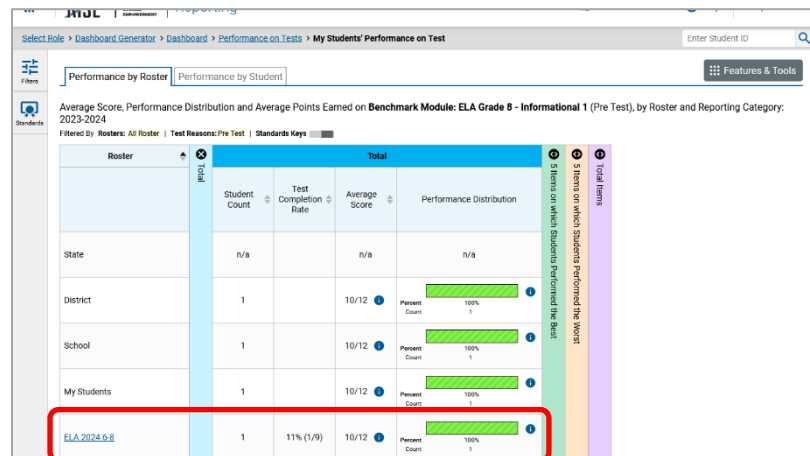 Select Role > Dashboard Generator > Dashboard > Performance on Tests > My Students' Performance on Test
Enter Student ID
Filters
Standards
Performance by Roster
Performance by Student
Features & Tools
Average Score, Performance Distribution and Average Points Earned on Benchmark Module: ELA Grade 8 - Informational 1 (Pre Test), by Roster and Reporting Category:
2023-2024
Filtered By Rosters: All Roster | Test Reasons: Pre Test | Standards Keys
Roster
Total
Total
Student Count
Test Completion Rate
Average Score
Performance Distribution
5 Items on which Students Performed the Best
5 Items on which Students Performed the Worst
Total Items
State n/a n/a n/a
District 1 10/12 Percent 100%
Count 1
School 1 10/12 Percent 100%
Count 1
My Students 1 10/12 Percent 100%
Count 1
ELA 2024 6-8 1 11% (1/9) 10/12 Percent 100%
Count 1